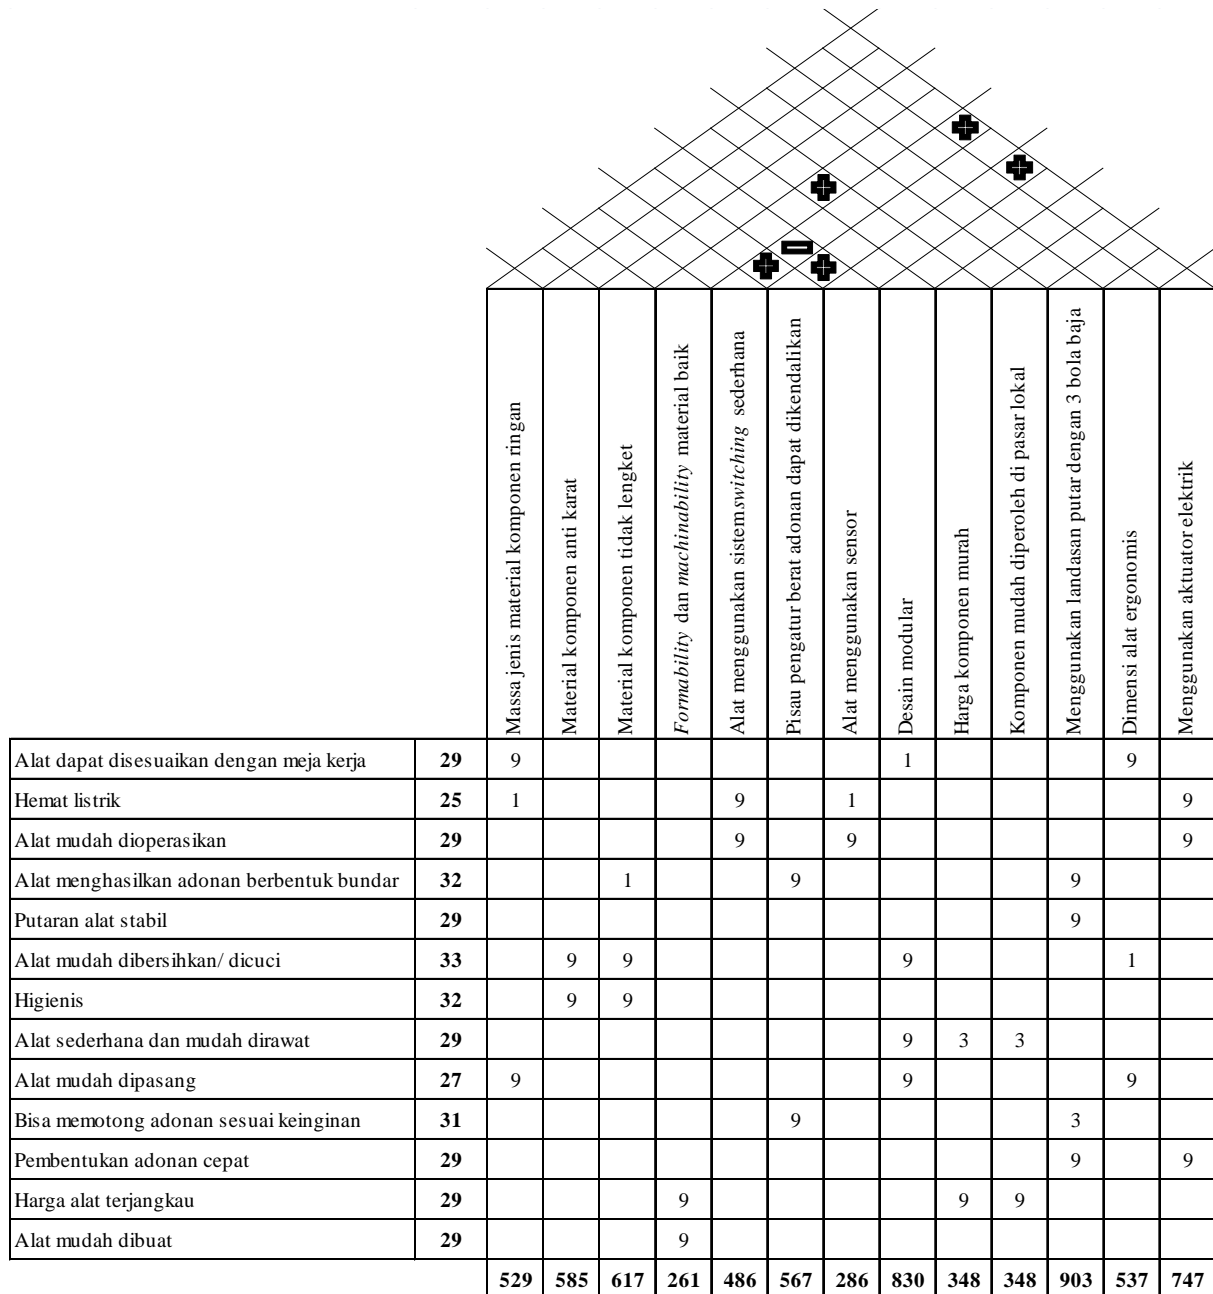 Massa jenis material komponen ringan
Material komponen anti karat
Material komponen tidak lengket
Formability dan machinability material baik
Alat menggunakan sistem switching sederhana
Pisau pengatur berat adonan dapat dikendalikan
Alat menggunakan sensor
Desain modular
Harga komponen murah
Komponen mudah diperoleh di pasar lokal
Menggunakan landasan putar dengan 3 bola baja
Dimensi alat ergonomis
Menggunakan aktuator elektrik
Alat dapat disesuaikan dengan meja kerja 29 9 1 9
Hemat listrik 25 1 9 1 9
Alat mudah dioperasikan 29 9 9 9
Alat menghasilkan adonan berbentuk bundar 32 1 9 9
Putaran alat stabil 29 9
Alat mudah dibersihkan/ dicuci 33 9 9 9 1
Higienis 32 9 9
Alat sederhana dan mudah dirawat 29 9 3 3
Alat mudah dipasang 27 9 9 9
Bisa memotong adonan sesuai keinginan 31 9 3
Pembentukan adonan cepat 29 9 9
Harga alat terjangkau 29 9 9 9
Alat mudah dibuat 29 9
529 585 617 261 486 567 286 830 348 348 903 537 747